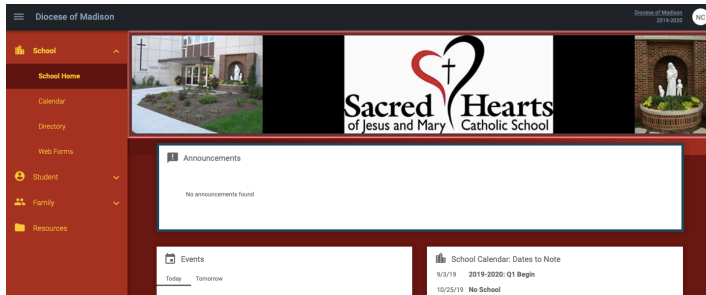 Diocese of Madison
Diocese of Madison
2019-2020
NC
School
School Home
Calendar
Directory
Web Forms
Student
Family
Resources
Sacred Hearts
of Jesus and Mary Catholic School
Announcements
No announcements found
Events
Today Tomorrow
School Calendar: Dates to Note
9/3/19 2019-2020: Q1 Begin
10/25/19 No School